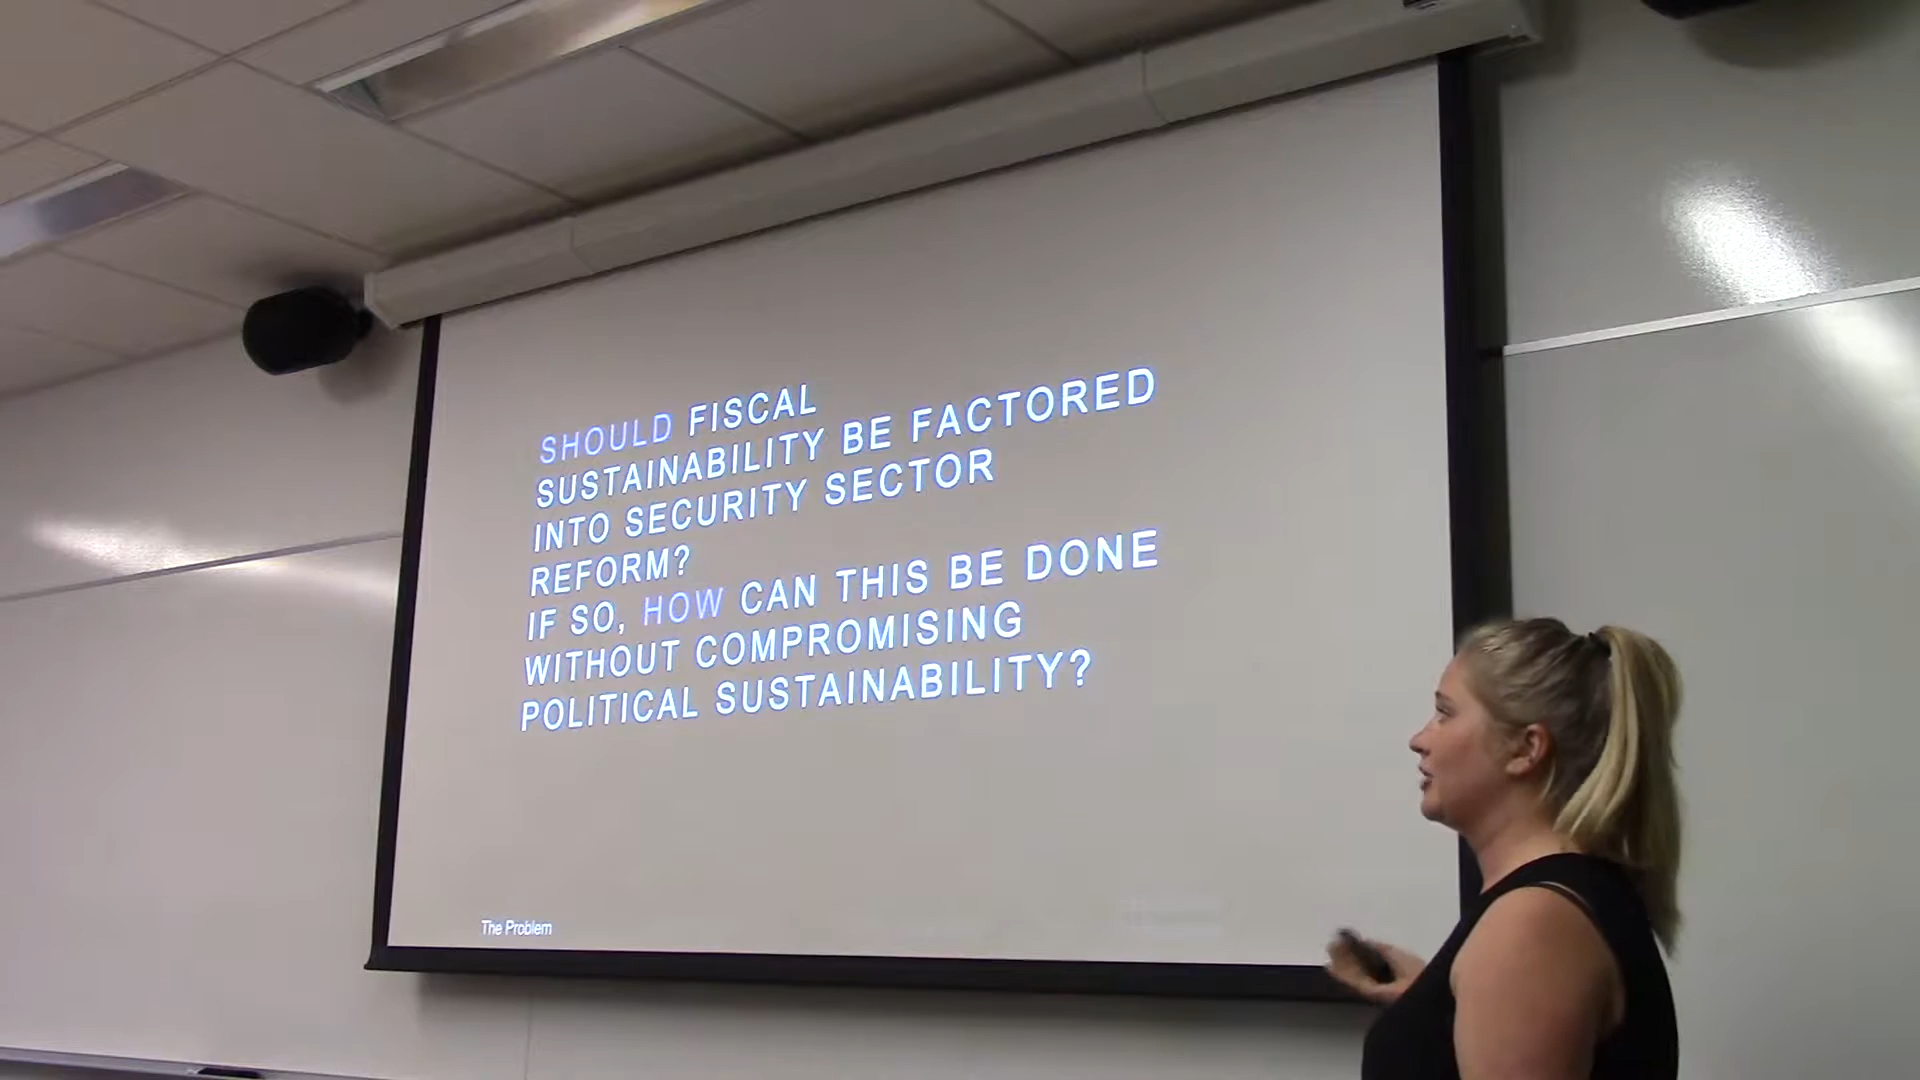 SHOULD FISCAL
SUSTAINABILITY BE FACTORED
INTO SECURITY SECTOR
REFORM?
IF SO, HOW CAN THIS BE DONE
WITHOUT COMPROMISING
POLITICAL SUSTAINABILITY?
The Problem